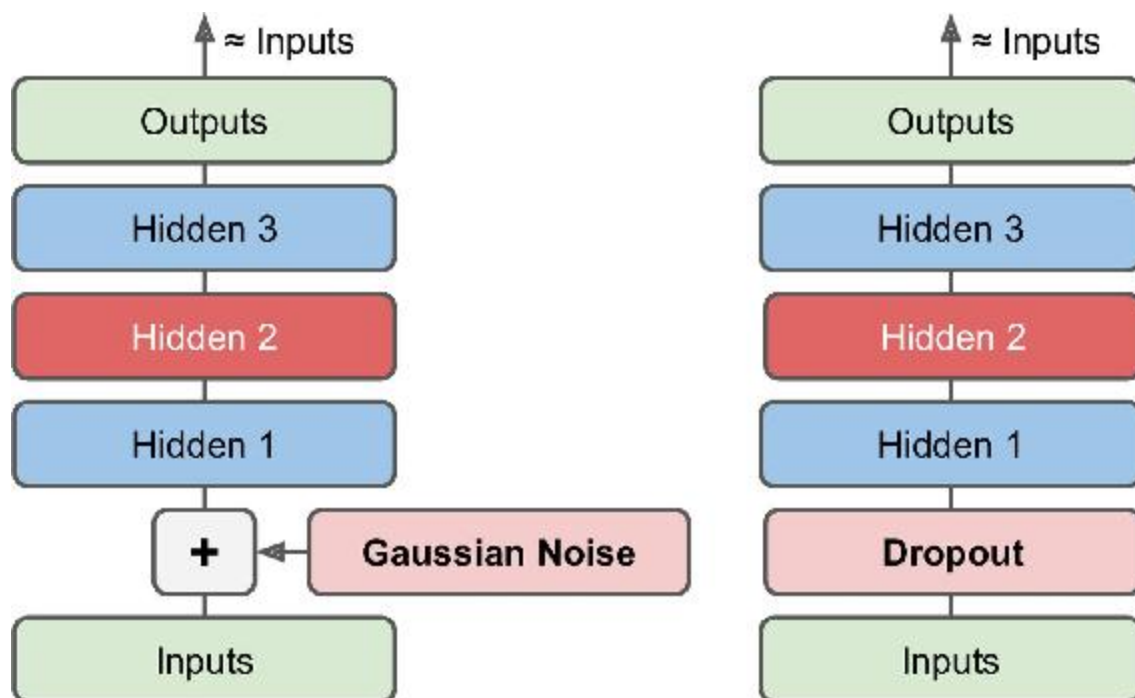 ≈ Inputs
Outputs
Hidden 3
Hidden 2
Hidden 1
+
Gaussian Noise
Inputs
≈ Inputs
Outputs
Hidden 3
Hidden 2
Hidden 1
Dropout
Inputs